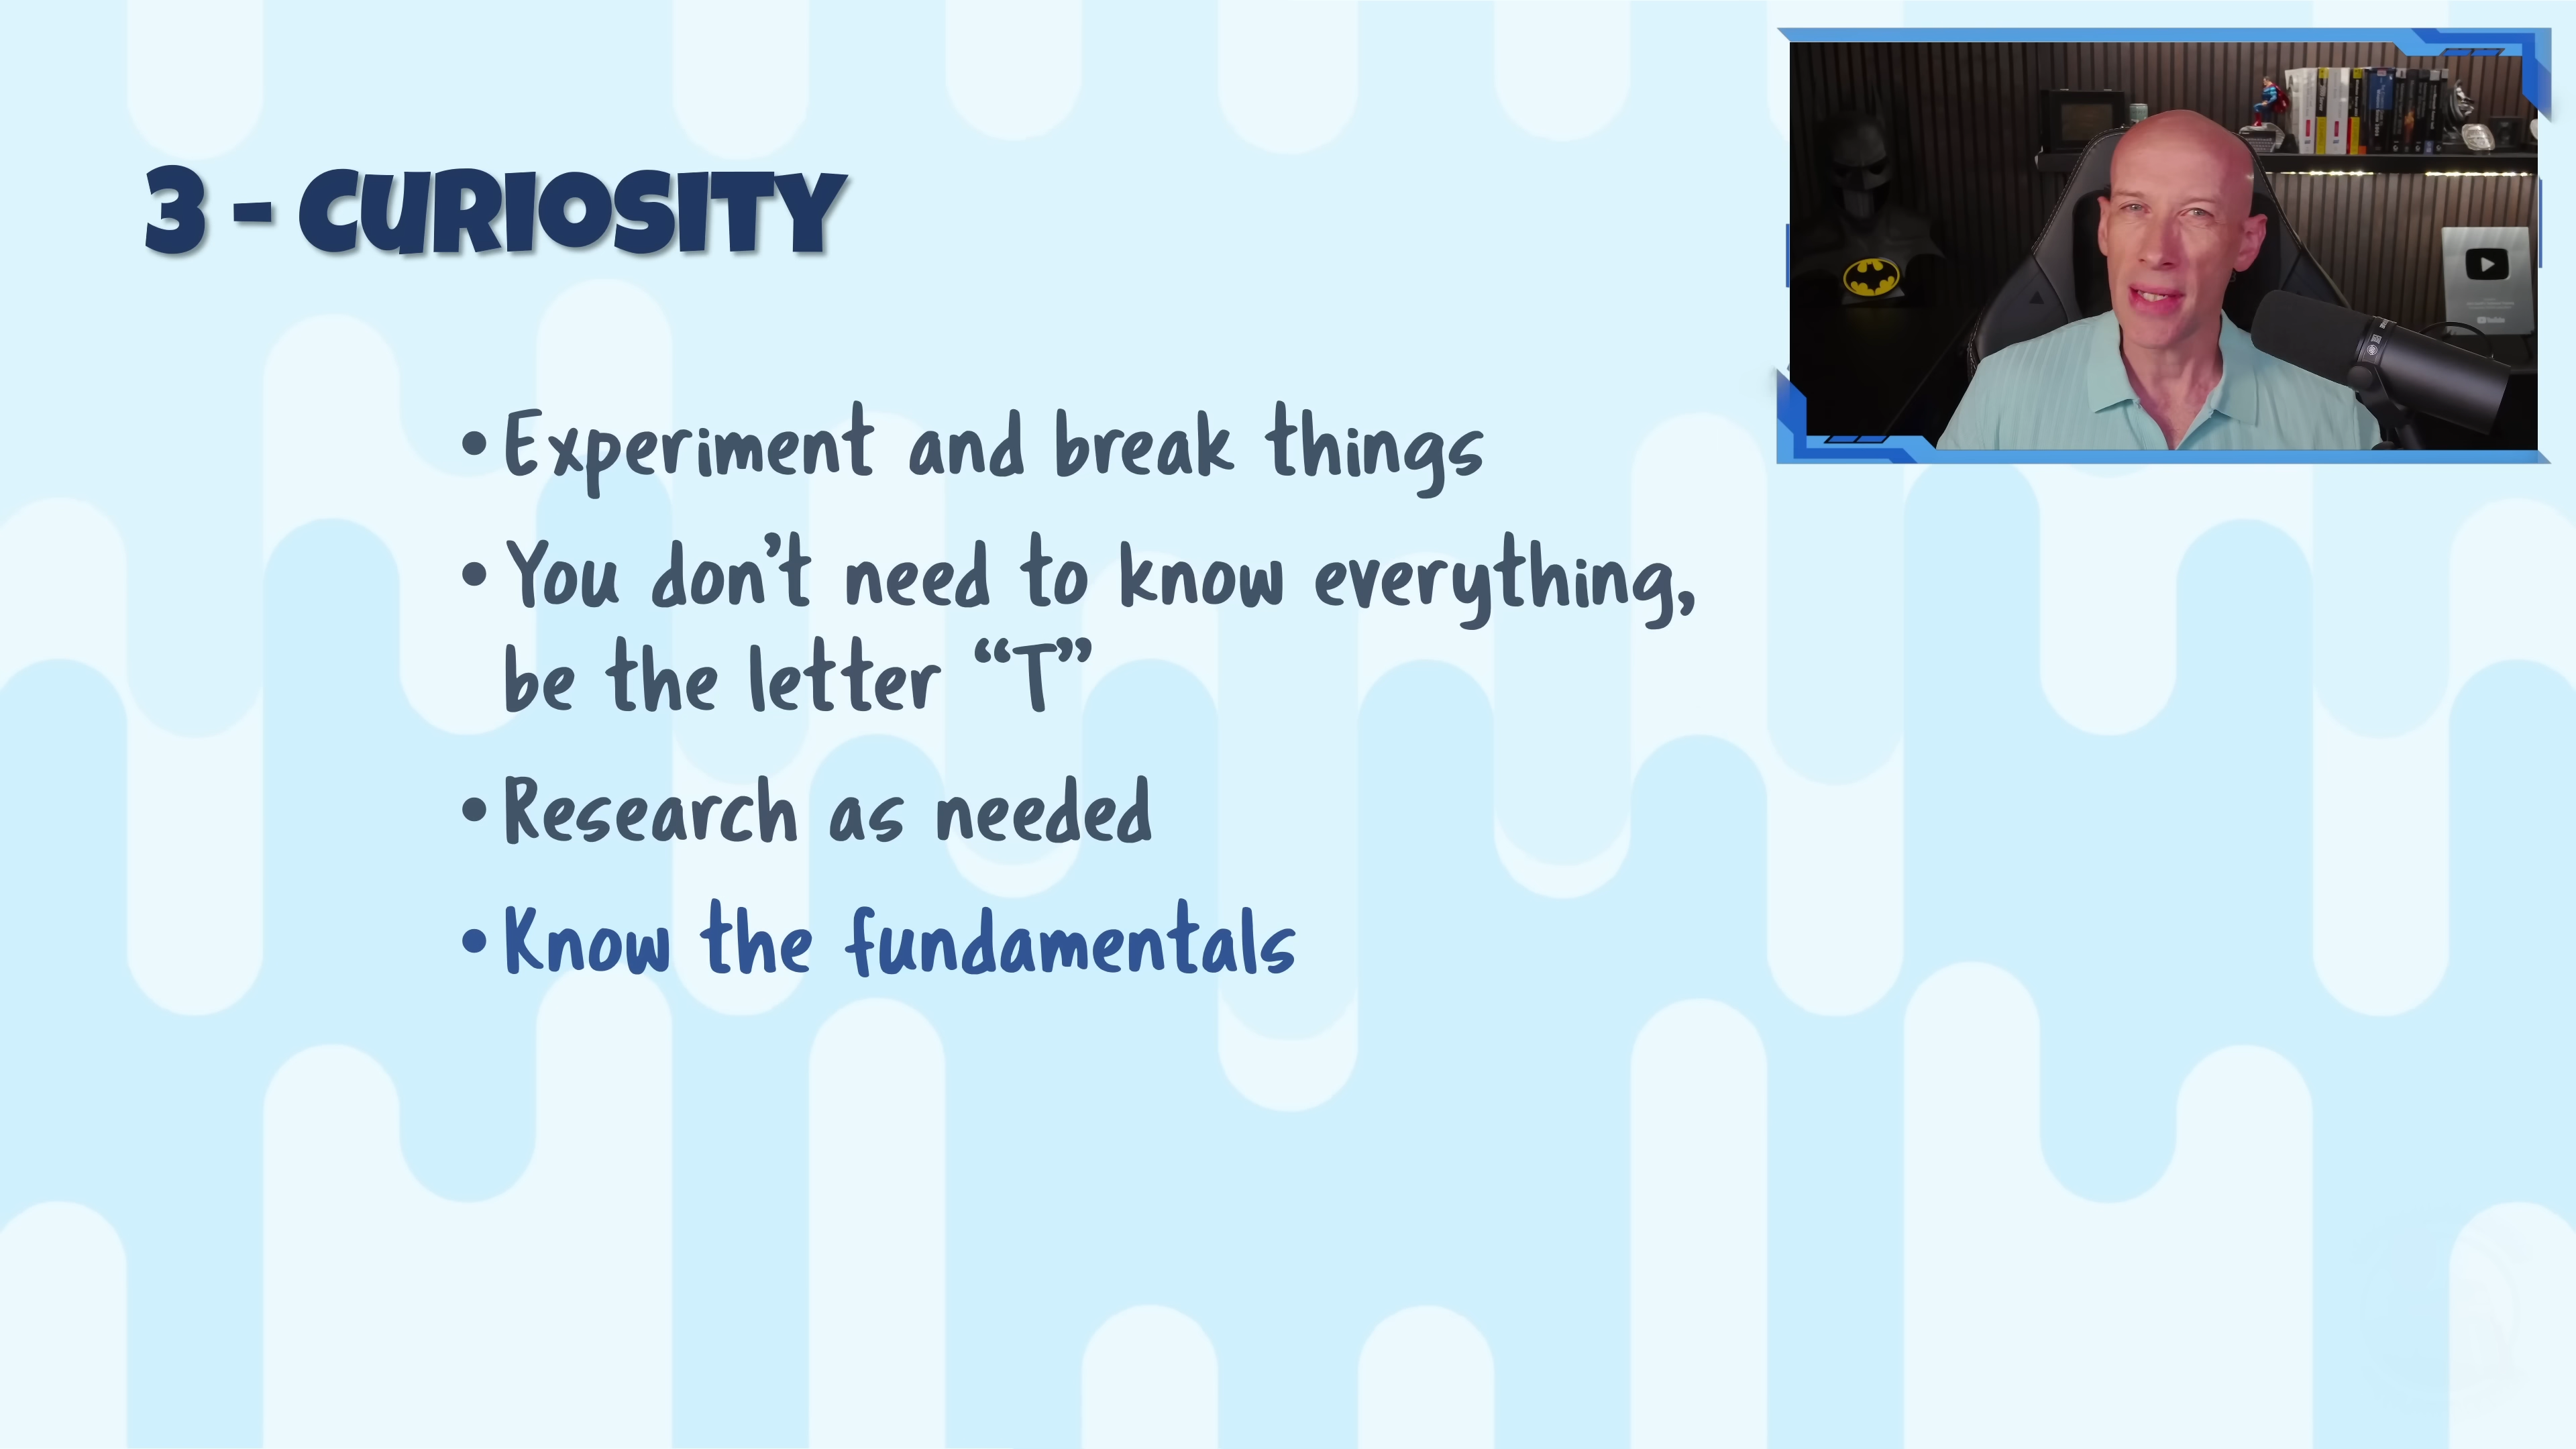 3 - CURIOSITY
• Experiment and break things
• You don't need to know everything,
be the letter “T”
• Research as needed
• Know the fundamentals